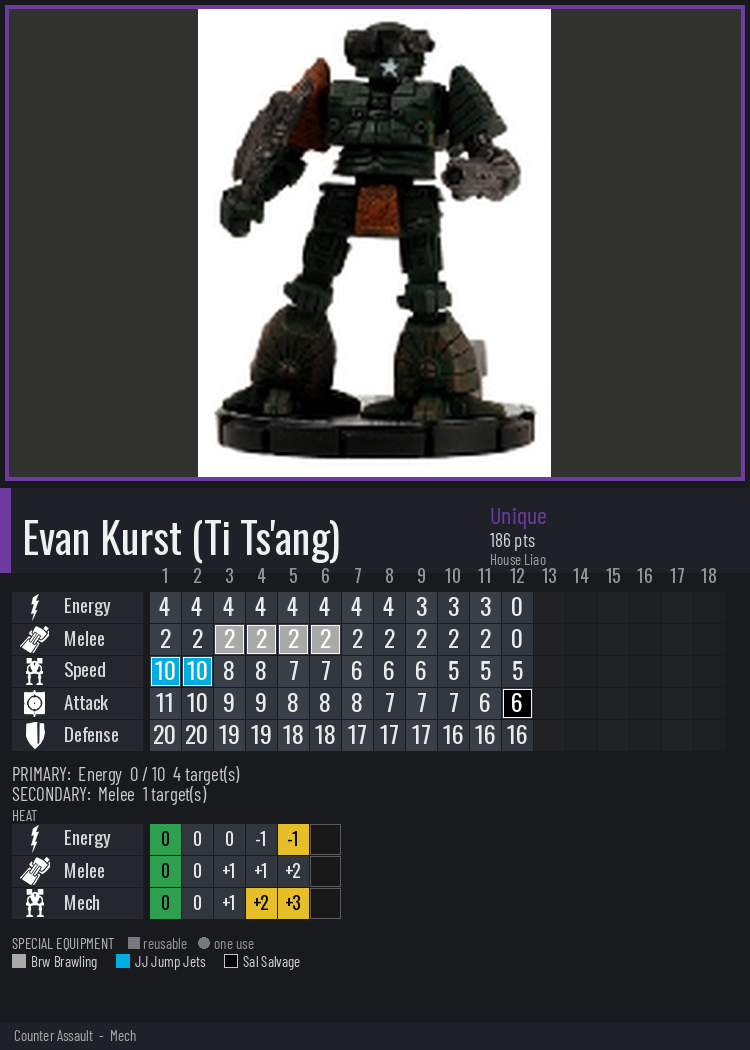 Evan Kurst (Ti Ts'ang)
Unique
186 pts
House Liao
1 2 3 4 5 6 7 8 9 10 11 12 13 14 15 16 17 18
Energy 4 4 4 4 4 4 4 4 3 3 3 0
Melee 2 2 2 2 2 2 2 2 2 2 2 0
Speed 10 10 8 8 7 7 6 6 6 5 5 5
Attack 11 10 9 9 8 8 8 7 7 7 6 6
Defense 20 20 19 19 18 18 17 17 17 16 16 16
PRIMARY: Energy 0 / 10 4 target(s)
SECONDARY: Melee 1 target(s)
HEAT
Energy 0 0 0 -1 -1
Melee 0 0 +1 +1 +2
Mech 0 0 +1 +2 +3
SPECIAL EQUIPMENT reusable one use
Brw Brawling JJ Jump Jets Sal Salvage
Counter Assault - Mech